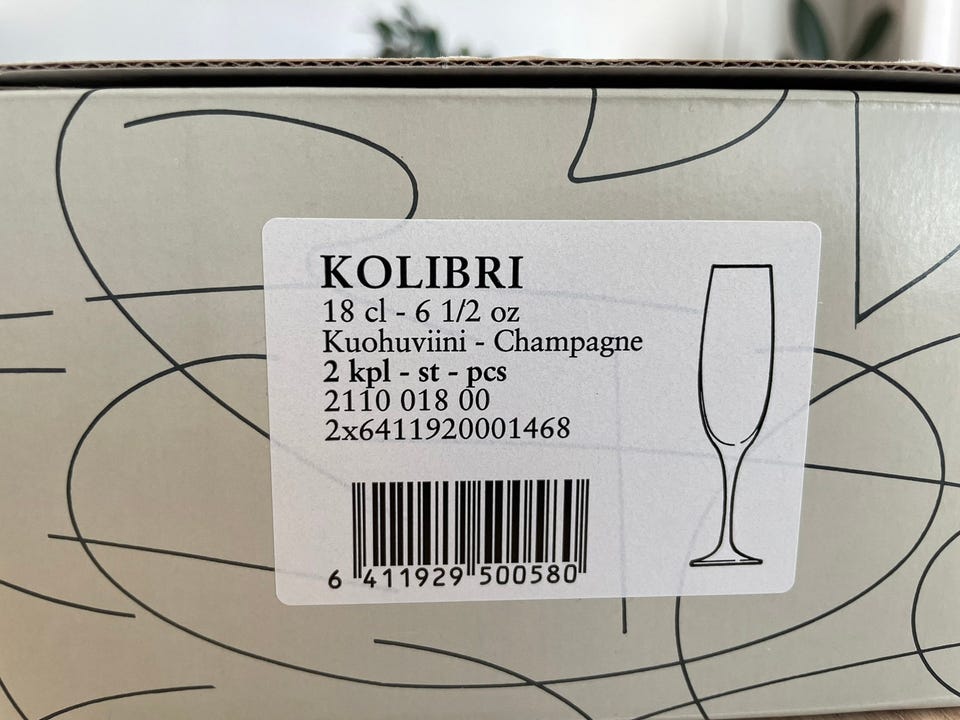 KOLIBRI
18 cl - 6 1/2 oz
Kuohuviini - Champagne
2 kpl - st - pcs
2110 018 00
2x6411920001468
6 411929 500580